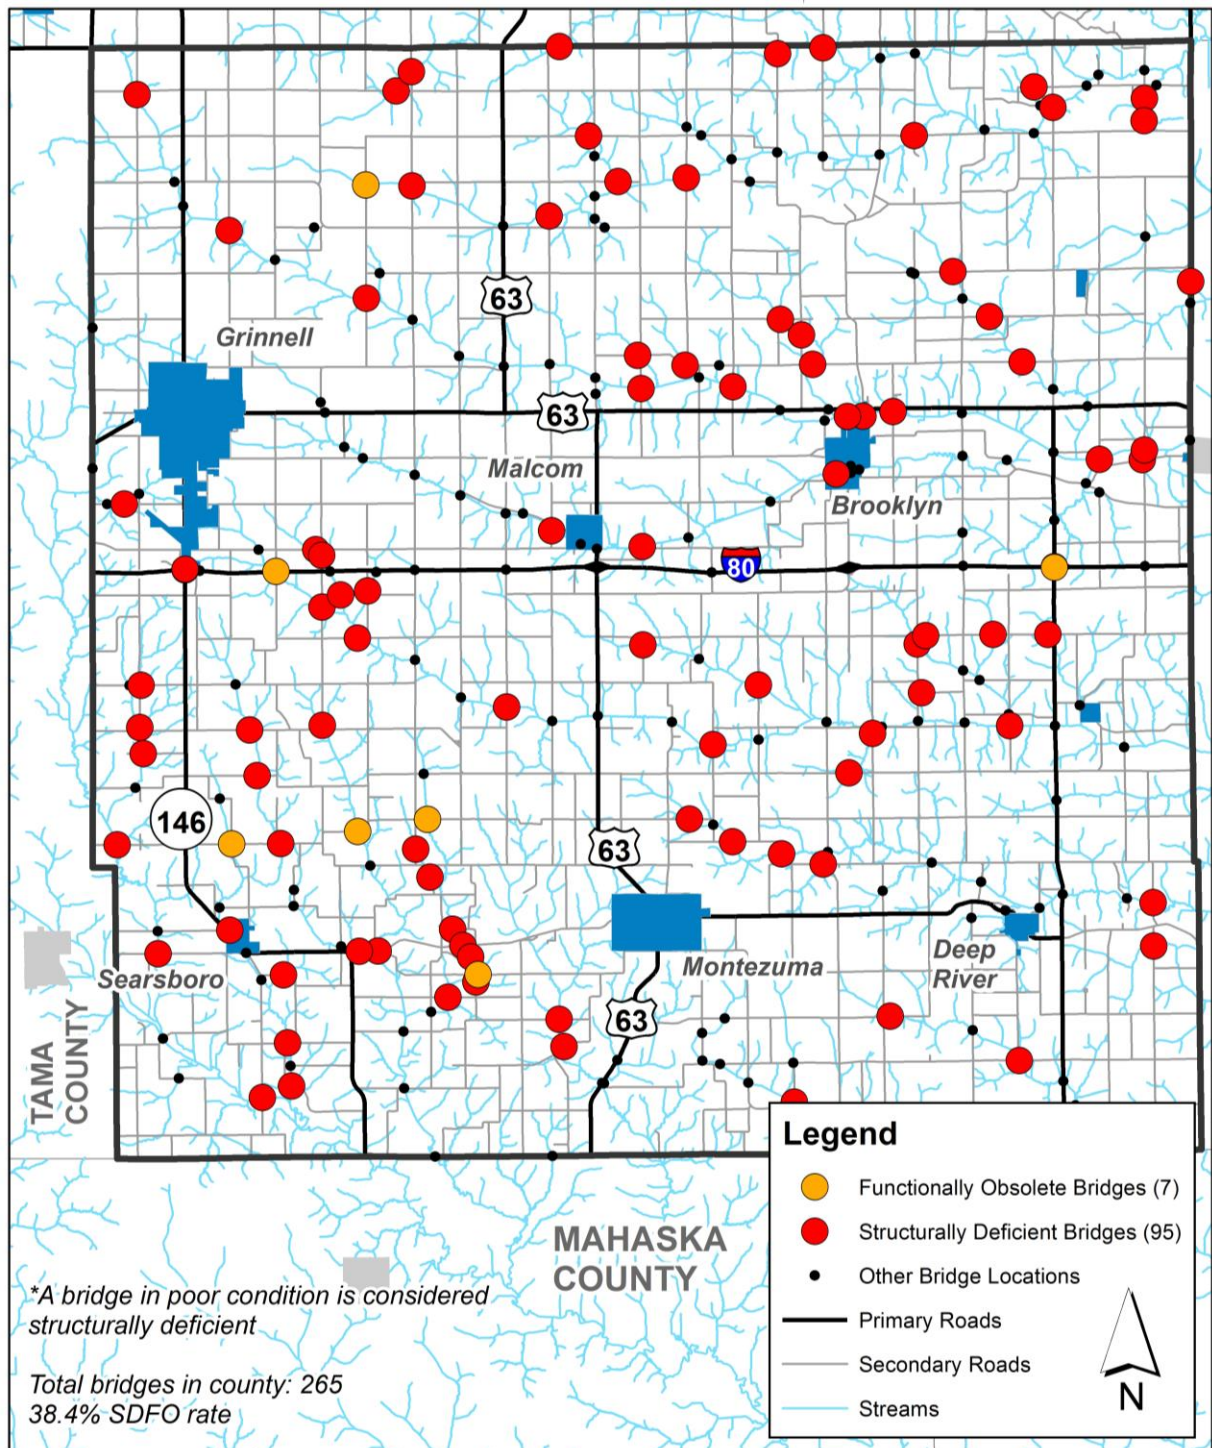 63
Grinnell
63
Malcom
Brooklyn
80
146
63
Searsboro
Montezuma
Deep
River
63
TAMA
COUNTY
MAHASKA
COUNTY
Legend
Functionally Obsolete Bridges (7)
Structurally Deficient Bridges (95)
Other Bridge Locations
Primary Roads
Secondary Roads
Streams
N
*A bridge in poor condition is considered
structurally deficient
Total bridges in county: 265
38.4% SDFO rate